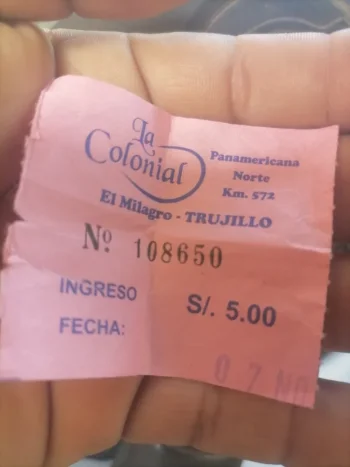 La
Colonial
Panamericana
Norte
Km. 572
El Milagro - TRUJILLO
Nº 108650
INGRESO S/. 5.00
FECHA: